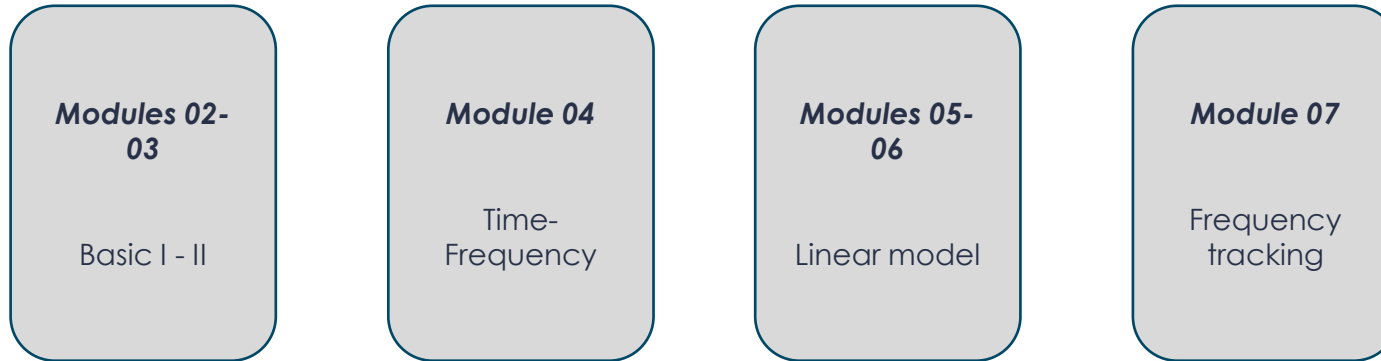 Modules 02-
03
Basic I - II
Module 04
Time-
Frequency
Modules 05-
06
Linear model
Module 07
Frequency
tracking